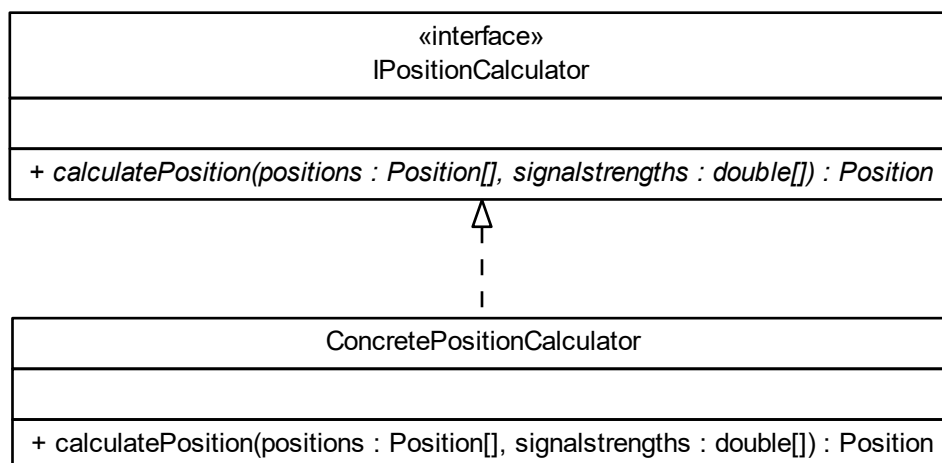 «interface»
IPositionCalculator
+ calculatePosition(positions : Position[], signalstrengths : double[]) : Position
ConcretePositionCalculator
+ calculatePosition(positions : Position[], signalstrengths : double[]) : Position